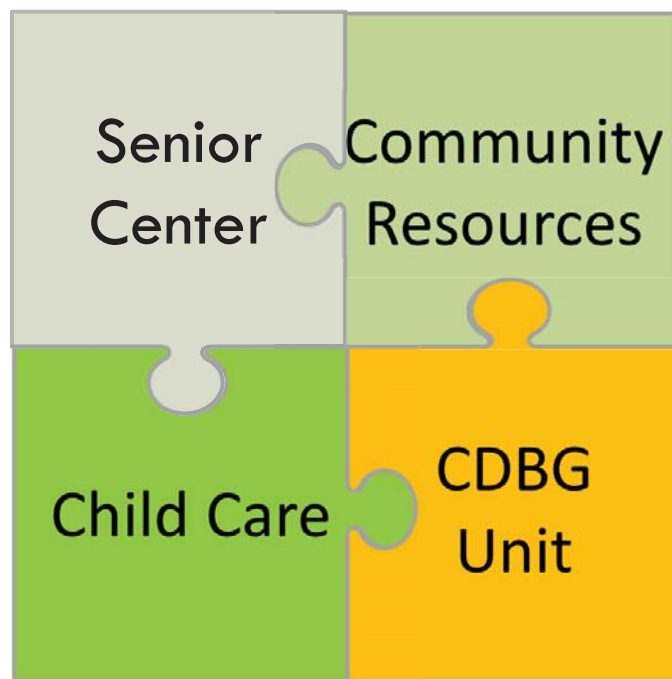 Senior
Center
Community
Resources
Child Care
CDBG
Unit